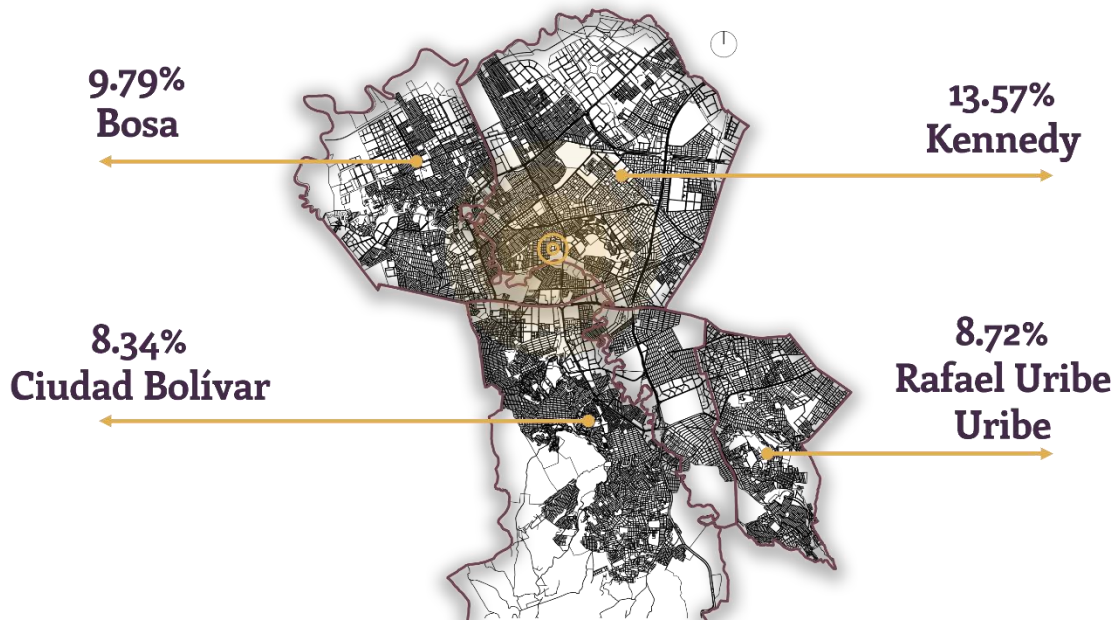 9.79%
Bosa
13.57%
Kennedy
8.34%
Ciudad Bolívar
8.72%
Rafael Uribe
Uribe